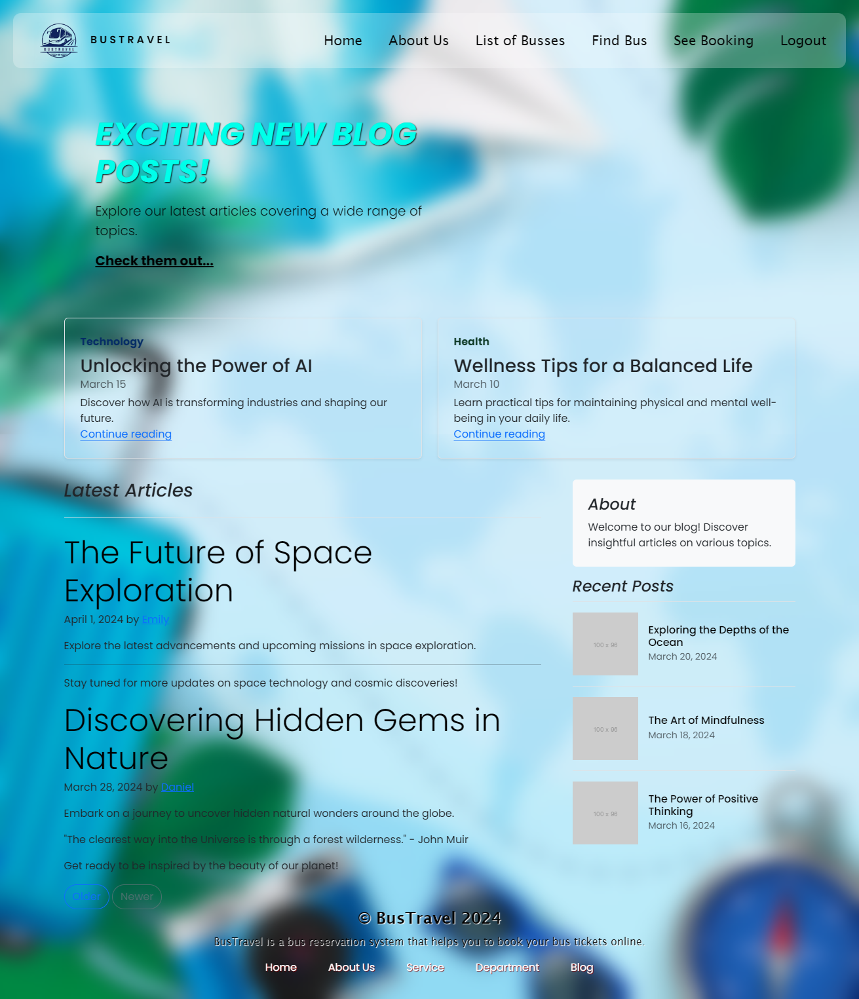 BUSTRAVEL
BUSTRAVEL
Home About Us List of Busses Find Bus See Booking Logout
EXCITING NEW BLOG
POSTS!
Explore our latest articles covering a wide range of
topics.
Check them out...
Technology
Unlocking the Power of AI
March 15
Discover how AI is transforming industries and shaping our
future.
Continue reading
Health
Wellness Tips for a Balanced Life
March 10
Learn practical tips for maintaining physical and mental well-
being in your daily life.
Continue reading
Latest Articles
The Future of Space
Exploration
April 1, 2024 by Emily
Explore the latest advancements and upcoming missions in space exploration.
Stay tuned for more updates on space technology and cosmic discoveries!
Discovering Hidden Gems in
Nature
March 28, 2024 by Daniel
Embark on a journey to uncover hidden natural wonders around the globe.
"The clearest way into the Universe is through a forest wilderness." - John Muir
Get ready to be inspired by the beauty of our planet!
Older Newer
About
Welcome to our blog! Discover
insightful articles on various topics.
Recent Posts
100 x 96
Exploring the Depths of the
Ocean
March 20, 2024
100 x 96
The Art of Mindfulness
March 18, 2024
100 x 96
The Power of Positive
Thinking
March 16, 2024
© BusTravel 2024
BusTravel is a bus reservation system that helps you to book your bus tickets online.
Home About Us Service Department Blog